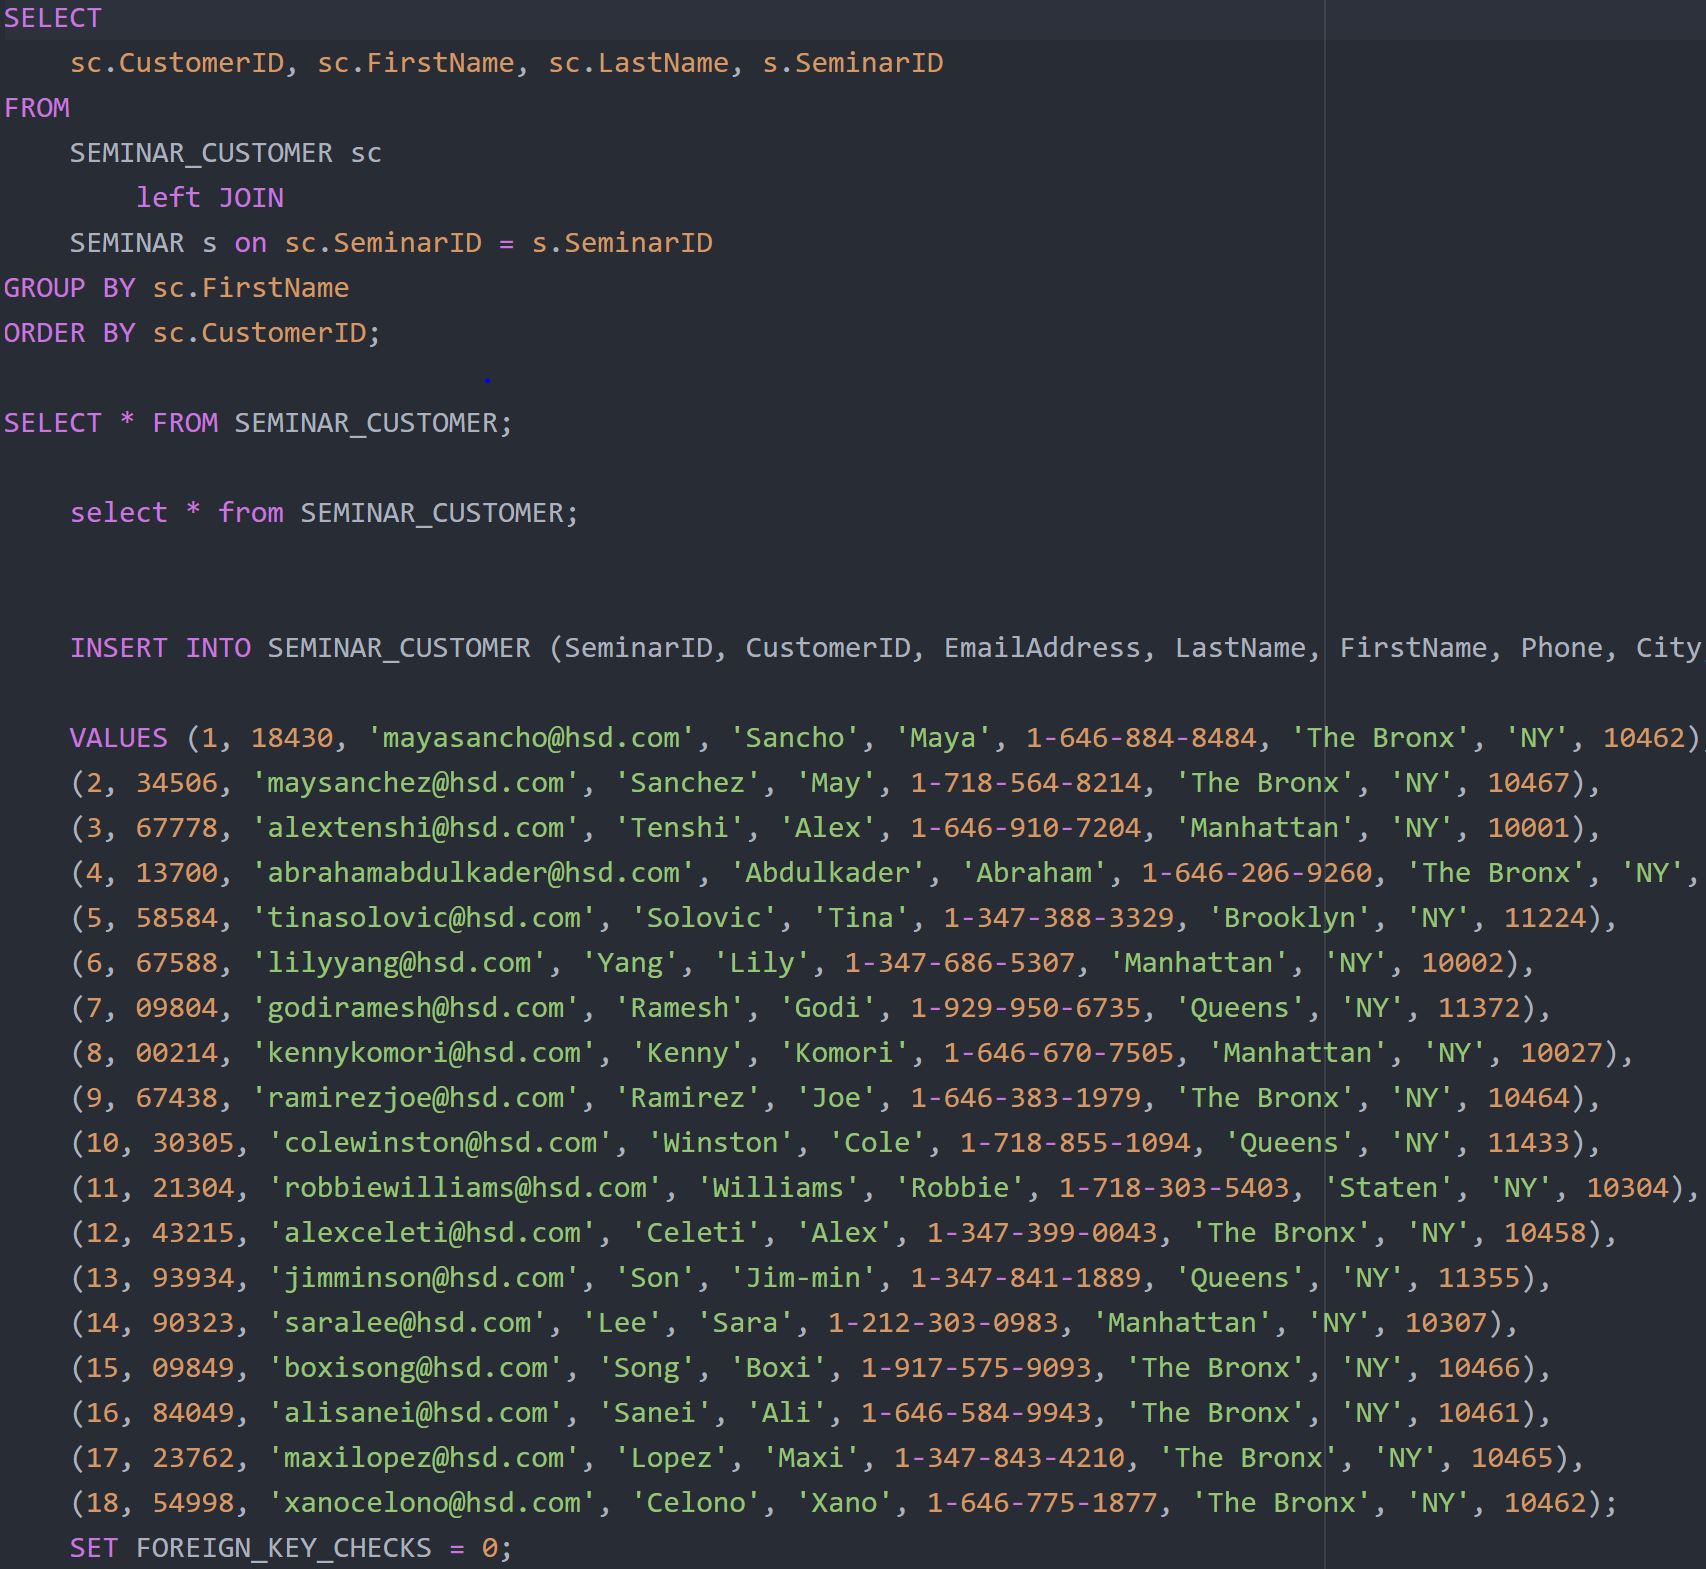 SELECT
sc.CustomerID, sc.FirstName, sc.LastName, s.SeminarID
FROM
SEMINAR_CUSTOMER sc
left JOIN
SEMINAR s on sc.SeminarID = s.SeminarID
GROUP BY sc.FirstName
ORDER BY sc.CustomerID;
SELECT * FROM SEMINAR_CUSTOMER;
select * from SEMINAR_CUSTOMER;
INSERT INTO SEMINAR_CUSTOMER (SeminarID, CustomerID, EmailAddress, LastName, FirstName, Phone, City
VALUES (1, 18430, 'mayasancho@hsd.com', 'Sancho', 'Maya', 1-646-884-8484, 'The Bronx', 'NY', 10462),
(2, 34506, 'maysanchez@hsd.com', 'Sanchez', 'May', 1-718-564-8214, 'The Bronx', 'NY', 10467),
(3, 67778, 'alextenshi@hsd.com', 'Tenshi', 'Alex', 1-646-910-7204, 'Manhattan', 'NY', 10001),
(4, 13700, 'abrahamabdulkader@hsd.com', 'Abdulkader', 'Abraham', 1-646-206-9260, 'The Bronx', 'NY',
(5, 58584, 'tinasolovic@hsd.com', 'Solovic', 'Tina', 1-347-388-3329, 'Brooklyn', 'NY', 11224),
(6, 67588, 'lilyyang@hsd.com', 'Yang', 'Lily', 1-347-686-5307, 'Manhattan', 'NY', 10002),
(7, 09804, 'godiramesh@hsd.com', 'Ramesh', 'Godi', 1-929-950-6735, 'Queens', 'NY', 11372),
(8, 00214, 'kennykomori@hsd.com', 'Kenny', 'Komori', 1-646-670-7505, 'Manhattan', 'NY', 10027),
(9, 67438, 'ramirezjoe@hsd.com', 'Ramirez', 'Joe', 1-646-383-1979, 'The Bronx', 'NY', 10464),
(10, 30305, 'colewinston@hsd.com', 'Winston', 'Cole', 1-718-855-1094, 'Queens', 'NY', 11433),
(11, 21304, 'robbiewilliams@hsd.com', 'Williams', 'Robbie', 1-718-303-5403, 'Staten', 'NY', 10304),
(12, 43215, 'alexceleti@hsd.com', 'Celeti', 'Alex', 1-347-399-0043, 'The Bronx', 'NY', 10458),
(13, 93934, 'jimminson@hsd.com', 'Son', 'Jim-min', 1-347-841-1889, 'Queens', 'NY', 11355),
(14, 90323, 'saralee@hsd.com', 'Lee', 'Sara', 1-212-303-0983, 'Manhattan', 'NY', 10307),
(15, 09849, 'boxisong@hsd.com', 'Song', 'Boxi', 1-917-575-9093, 'The Bronx', 'NY', 10466),
(16, 84049, 'alisanei@hsd.com', 'Sanei', 'Ali', 1-646-584-9943, 'The Bronx', 'NY', 10461),
(17, 23762, 'maxilopez@hsd.com', 'Lopez', 'Maxi', 1-347-843-4210, 'The Bronx', 'NY', 10465),
(18, 54998, 'xanocelono@hsd.com', 'Celono', 'Xano', 1-646-775-1877, 'The Bronx', 'NY', 10462);
SET FOREIGN_KEY_CHECKS = 0;